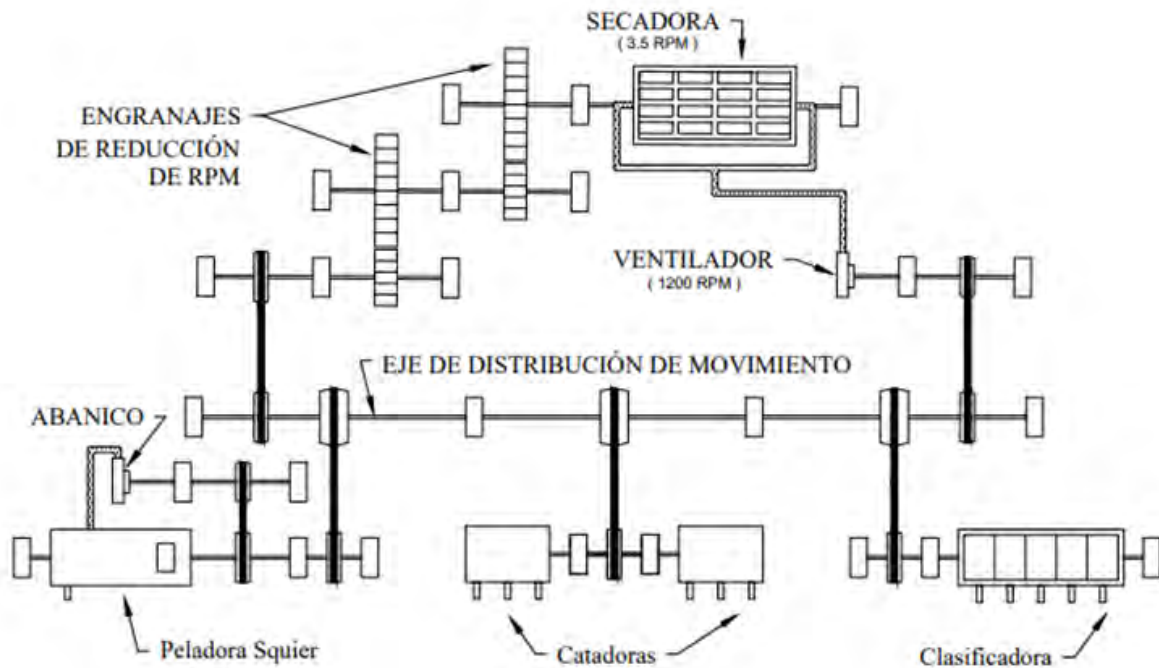 SECADORA
( 3.5 RPM )
ENGRANAJES
DE REDUCCIÓN
DE RPM
VENTILADOR
( 1200 RPM )
EJE DE DISTRIBUCIÓN DE MOVIMIENTO
ABANICO
Peladora Squier
Catadoras
Clasificadora